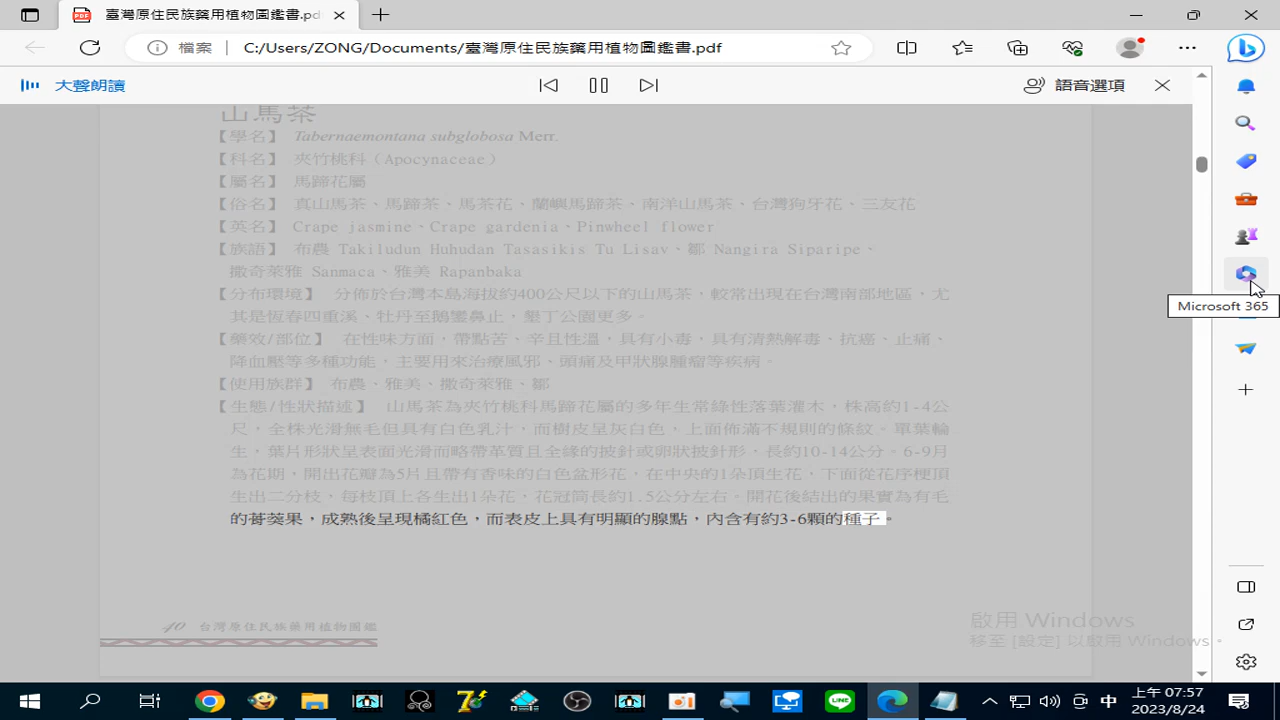 臺灣原住民族藥用植物圖鑑書.pdf
檔案
C:/Users/ZONG/Documents/臺灣原住民族藥用植物圖鑑書.pdf
大聲朗讀
語音選項
山馬茶
【學名】 Tabernaemontana subglobosa Merr.
【科名】 夾竹桃科（Apocynaceae）
【屬名】 馬蹄花屬
【俗名】 真山馬茶、馬蹄茶、馬茶花、蘭嶼馬蹄茶、南洋山馬茶、台灣狗牙花、三友花
【英名】 Crape jasmine、Crape gardenia、Pinwheel flower
【族語】 布農 Takiludun Huhudan Tasasikis Tu Lisav、鄒 Nangira Siparipe、
撒奇萊雅 Sanmaca、雅美 Rapanbaka
【分布環境】 分佈於台灣本島海拔約400公尺以下的山馬茶，較常出現在台灣南部地區，尤
其是恆春四重溪、牡丹至鵝鑾鼻止，墾丁公園更多。
【藥效/部位】 在性味方面，帶點苦、辛且性溫，具有小毒，具有清熱解毒、抗癌、止痛、
降血壓等多種功能，主要用來治療風邪、頭痛及甲狀腺腫瘤等疾病。
【使用族群】 布農、雅美、撒奇萊雅、鄒
【生態/性狀描述】 山馬茶為夾竹桃科馬蹄花屬的多年生常綠性落葉灌木，株高約1-4公
尺，全株光滑無毛但具有白色乳汁，而樹皮呈灰白色，上面佈滿不規則的條紋。單葉輪
生，葉片形狀呈表面光滑而略帶革質且全緣的披針或卵狀披針形，長約10-14公分。6-9月
為花期，開出花瓣為5片且帶有香味的白色盆形花，在中央的1朵頂生花，下面從花序梗頂
生出二分枝，每枝頂上各生出1朵花，花冠筒長約1.5公分左右。開花後結出的果實為有毛
的蓇葖果，成熟後呈現橘紅色，而表皮上具有明顯的腺點，內含有約3-6顆的種子。
40 台灣原住民族藥用植物圖鑑
Microsoft 365
啟用 Windows
移至 [設定] 以啟用 Windows。
中
上午 07:57
2023/8/24